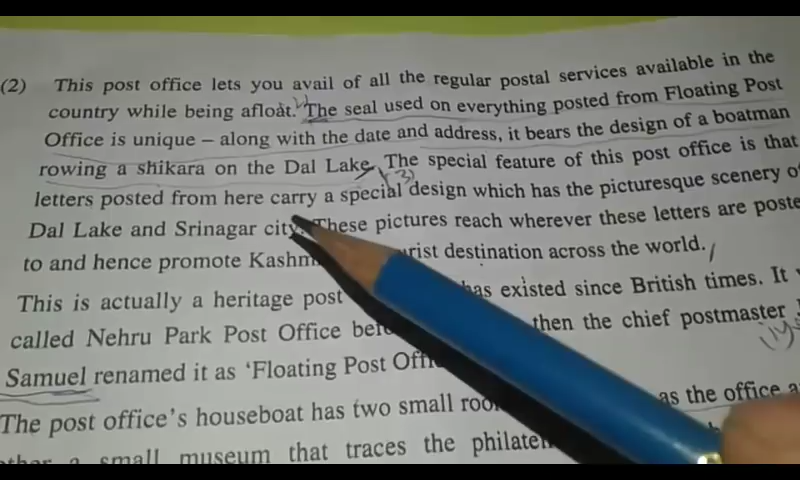 (2) This post office lets you avail of all the regular postal services available in the
country while being afloat. The seal used on everything posted from Floating Post
Office is unique – along with the date and address, it bears the design of a boatman
rowing a shikara on the Dal Lake. The special feature of this post office is that
(3)
letters posted from here carry a special design which has the picturesque scenery o
Dal Lake and Srinagar city. These pictures reach wherever these letters are poste
to and hence promote Kashm rist destination across the world.
This is actually a heritage post has existed since British times. It
called Nehru Park Post Office bef then the chief postmaster
Samuel renamed it as 'Floating Post Offi
The post office's houseboat has two small roo as the office a
a small museum that traces the philate